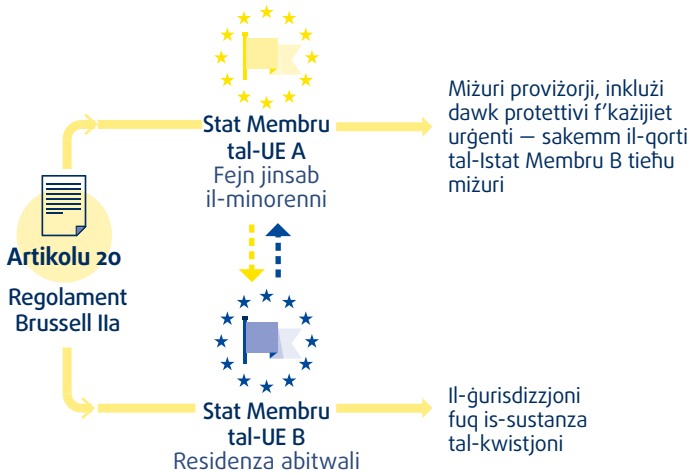 Artikolu 20
Regolament
Brussell IIa
Stat Membru
tal-UE A
Fejn jinsab
il-minorenni
Miżuri proviżorji, inklużi
dawk protettivi f'każijiet
urġenti — sakemm il-qorti
tal-Istat Membru B tieħu
miżuri
Stat Membru
tal-UE B
Residenza abitwali
Il-ġurisdizzjoni
fuq is-sustanza
tal-kwistjoni